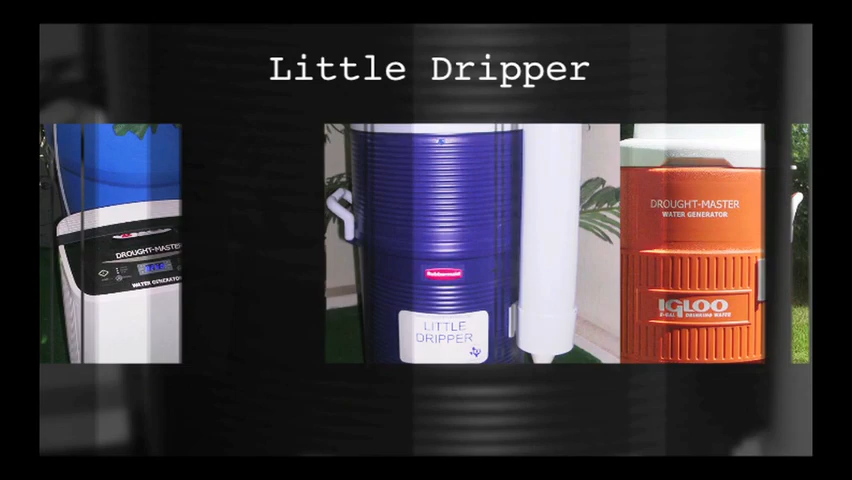 Little Dripper
DROUGHT-MASTER
WATER GENERATOR
Rubbermaid
LITTLE
DRIPPER
DROUGHT-MASTER
WATER GENERATOR
IGLOO